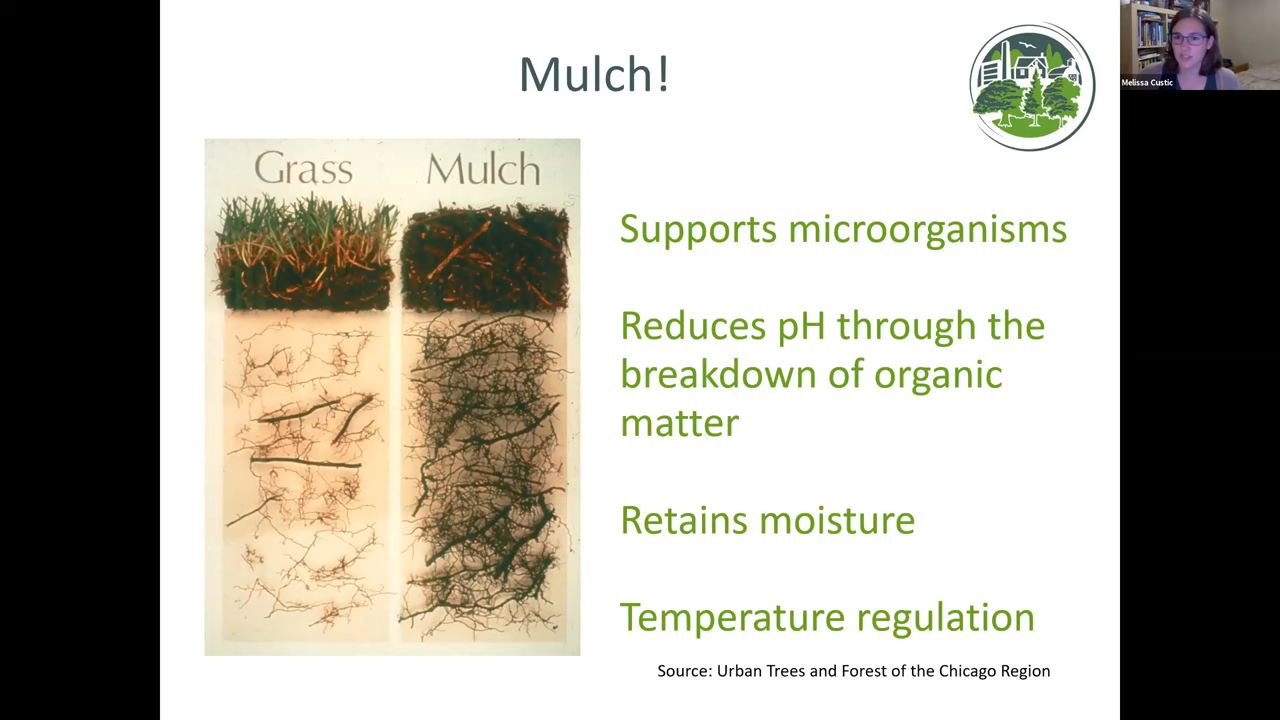 Mulch!
Melissa Custic
Grass
Mulch
Supports microorganisms
Reduces pH through the
breakdown of organic
matter
Retains moisture
Temperature regulation
Source: Urban Trees and Forest of the Chicago Region